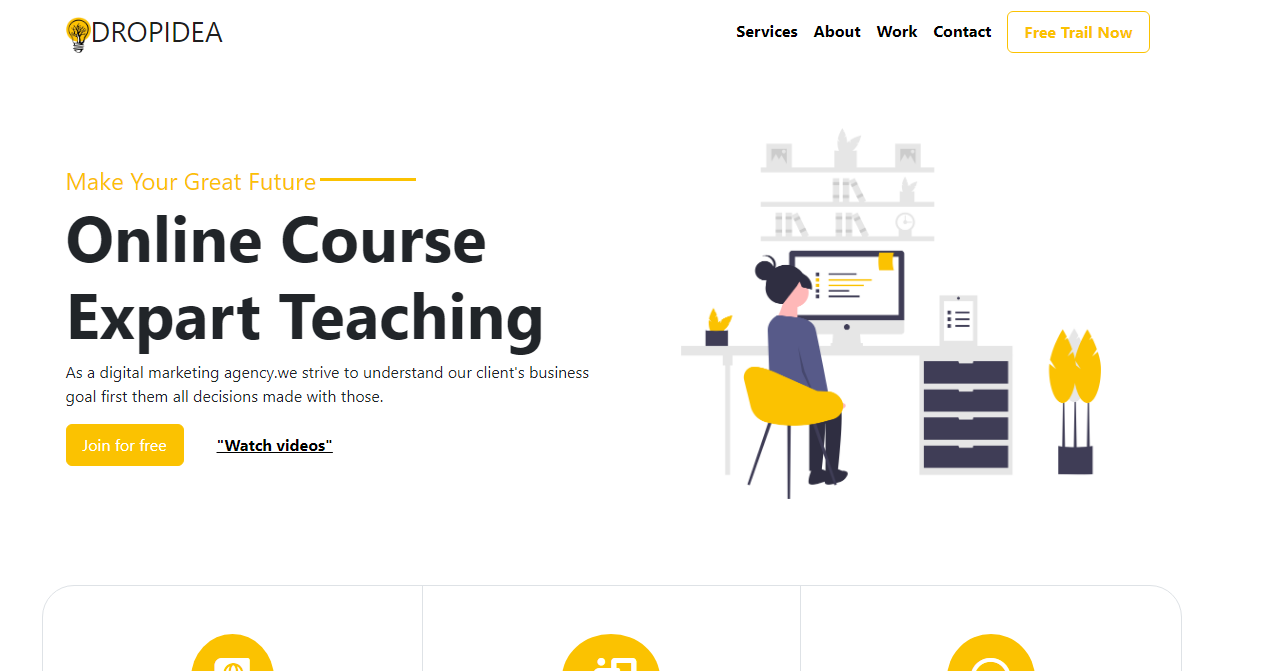 DROPIDEA
Services About Work Contact Free Trail Now
Make Your Great Future
Online Course
Expart Teaching
As a digital marketing agency.we strive to understand our client's business
goal first them all decisions made with those.
Join for free "Watch videos"